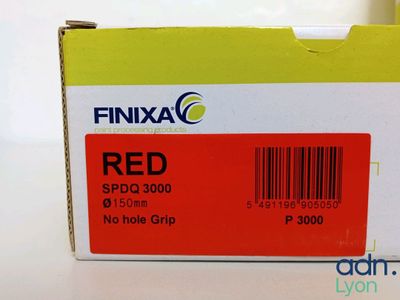 FINIXA
paint processing products
RED
SPDQ 3000
Ø150mm
No hole Grip
5 491196 905050
P 3000
adn.
Lyon